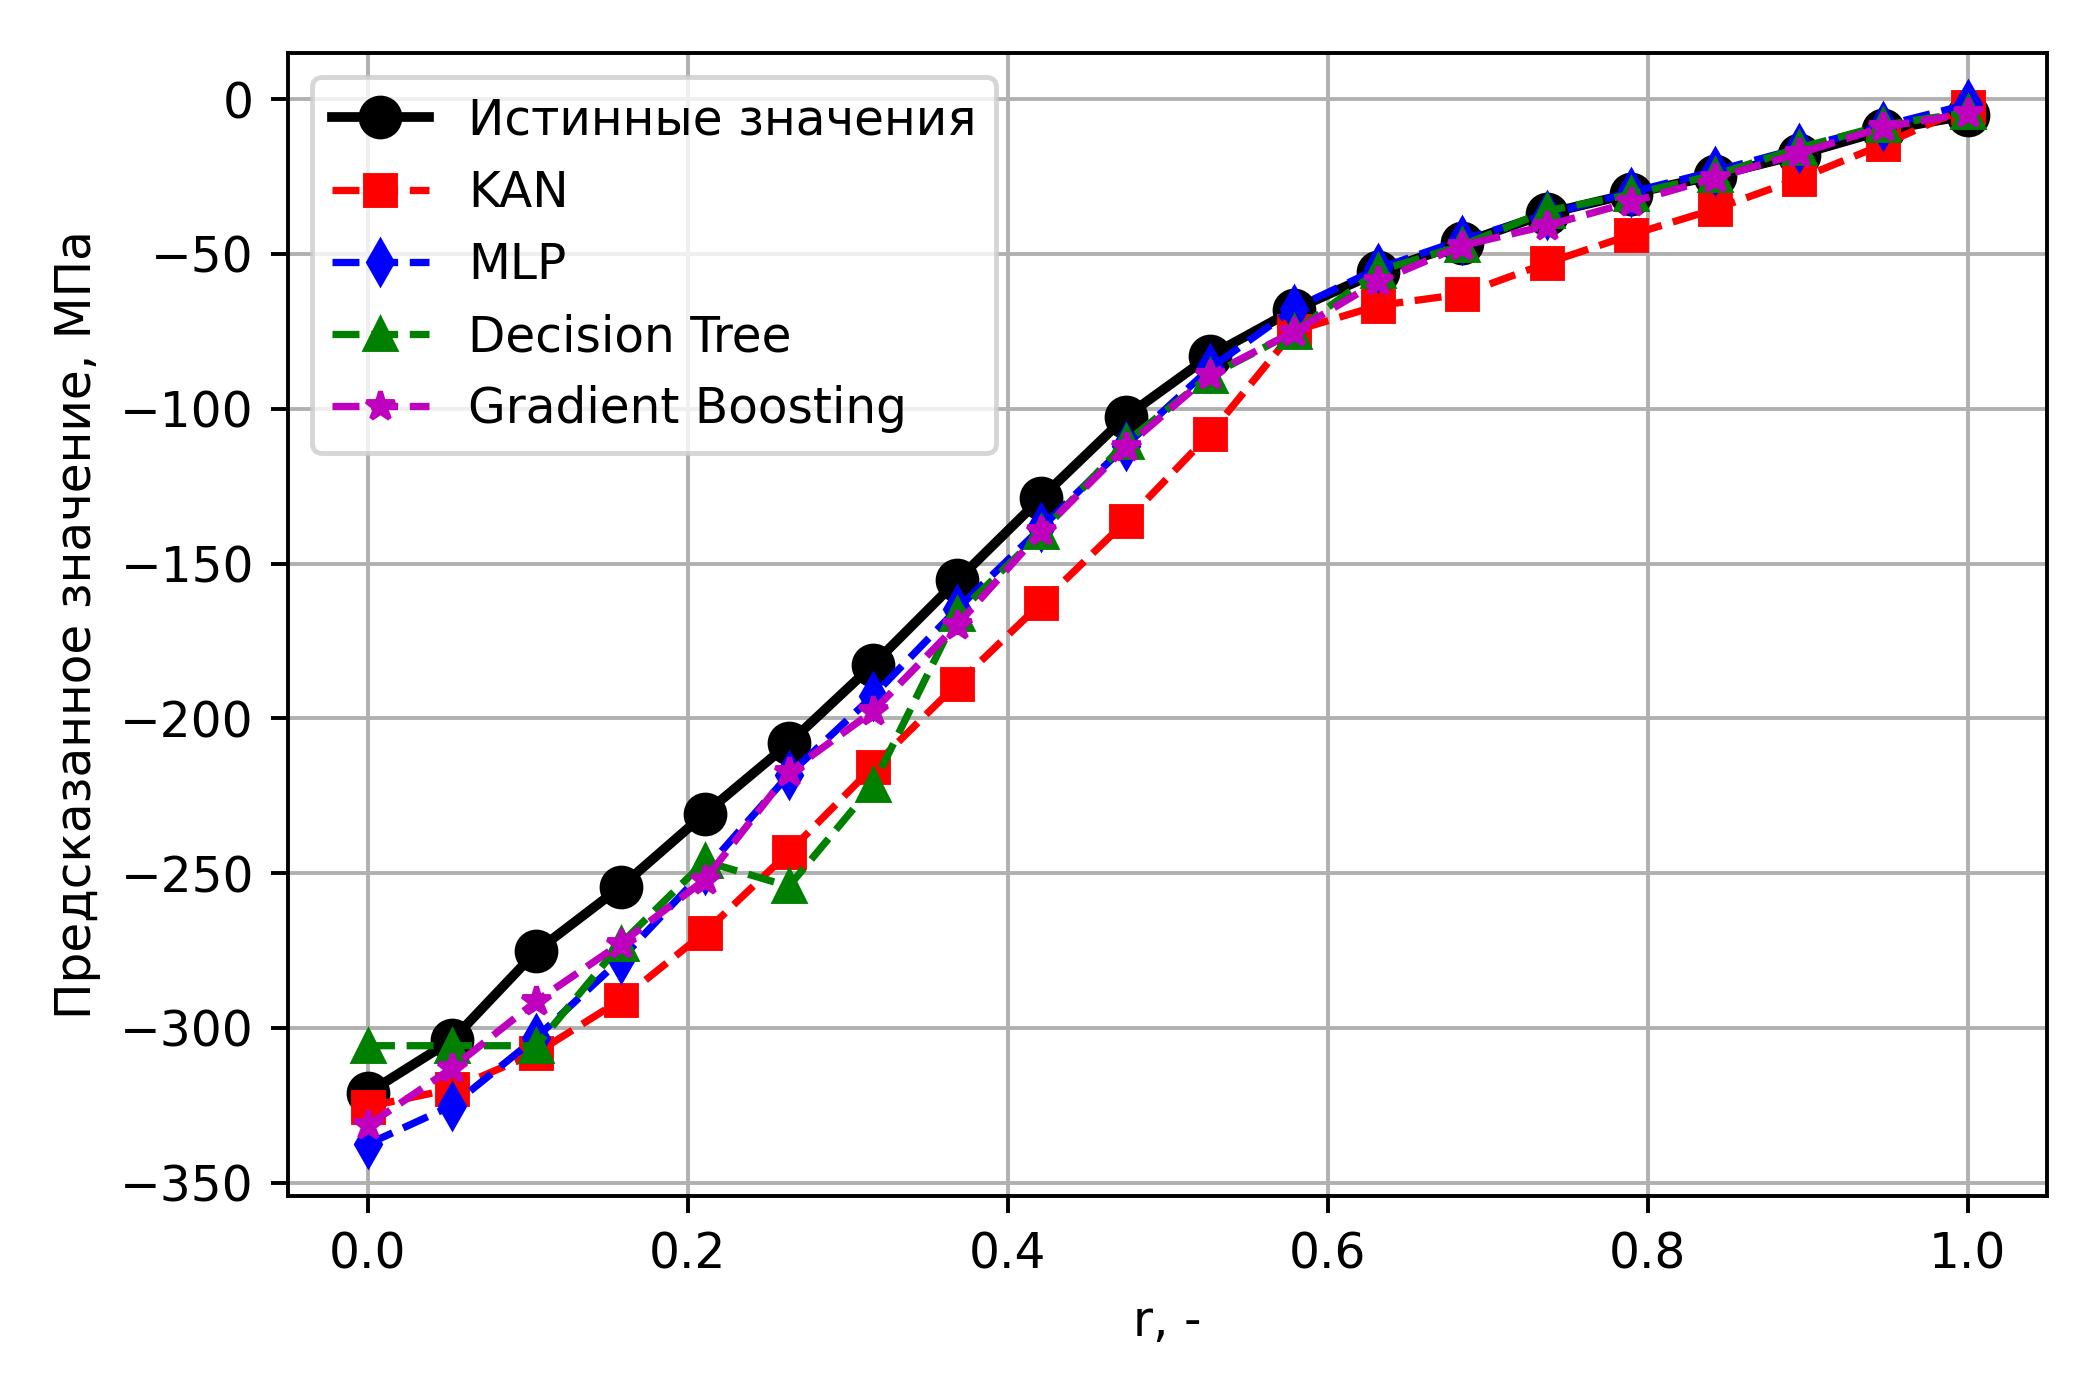 Истинные значения
KAN
MLP
Decision Tree
Gradient Boosting
Предсказанное значение, МПа
0
−50
−100
−150
−200
−250
−300
−350
0.0 0.2 0.4 0.6 0.8 1.0
r, -